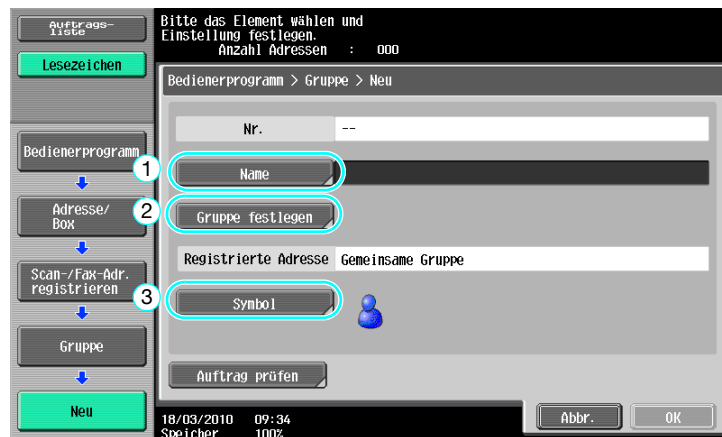 Auftrags-
liste
Lesezeichen
Bitte das Element wählen und
Einstellung festlegen.
Anzahl Adressen : 000
Bedienerprogramm > Gruppe > Neu
Nr. --
Bedienerprogramm
1 Name
Adresse/
Box
2 Gruppe festlegen
Registrierte Adresse Gemeinsame Gruppe
Scan-/Fax-Adr.
registrieren
3 Symbol
Gruppe
Auftrag prüfen
Neu
Abbr. OK
18/03/2010 09:34
Speicher 100%